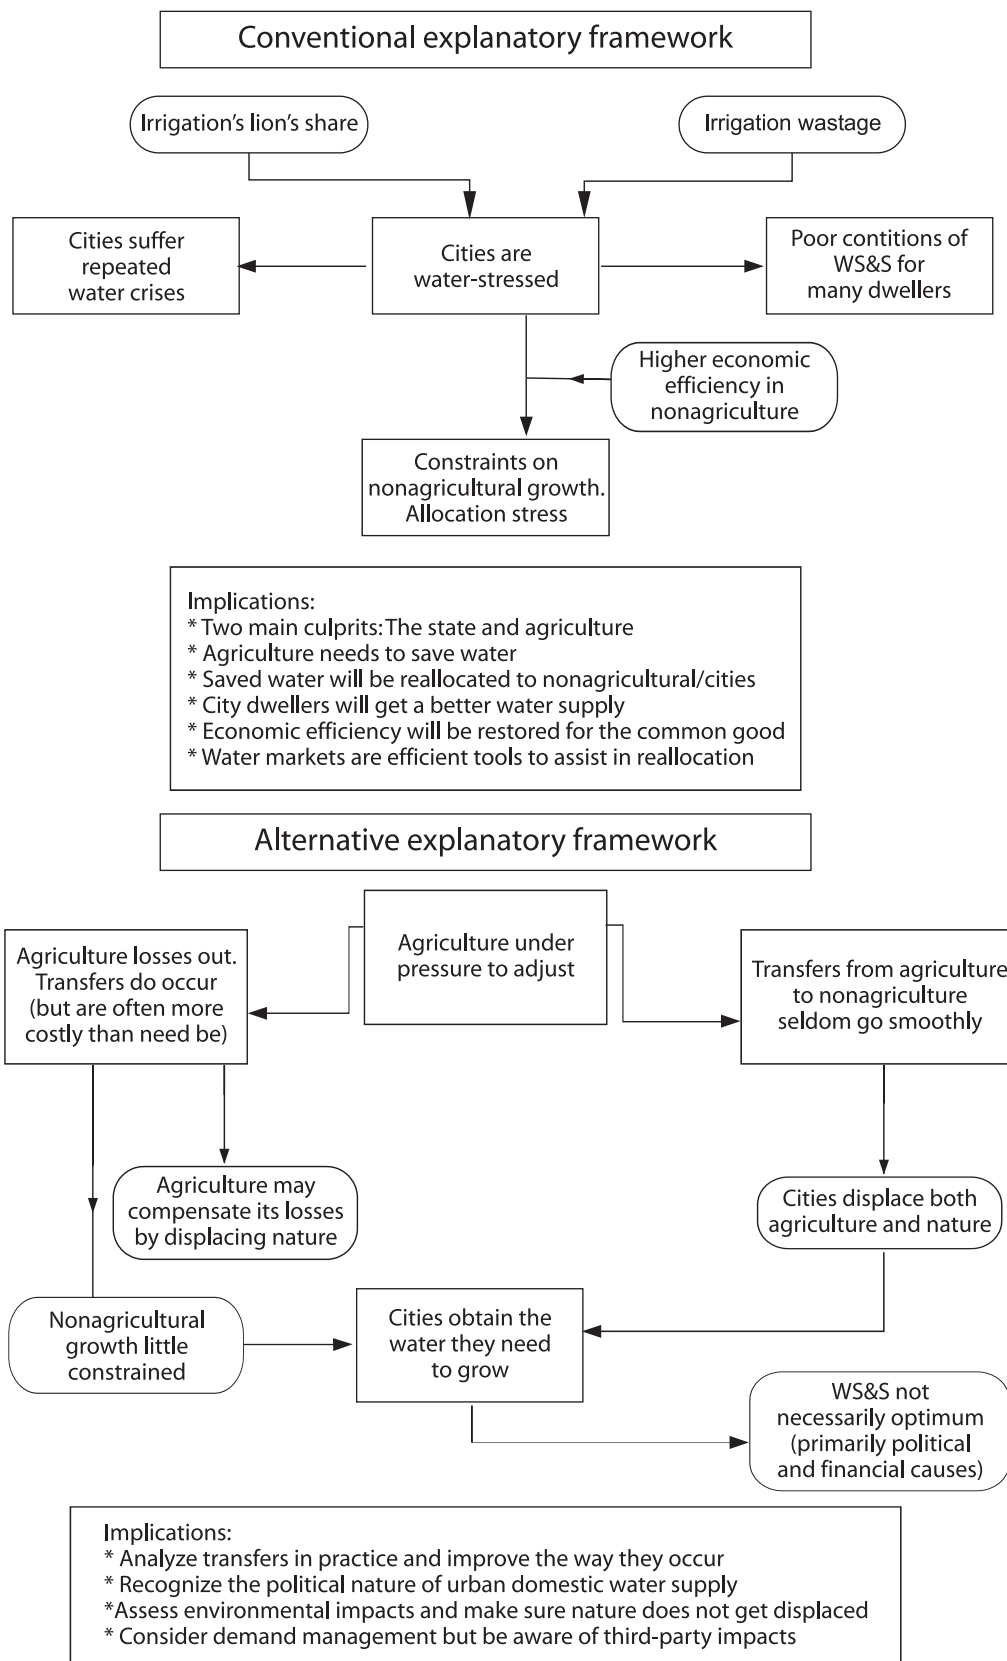 Conventional explanatory framework
Irrigation's lion's share
Irrigation wastage
Cities suffer
repeated
water crises
Cities are
water-stressed
Poor contitions of
WS&S for
many dwellers
Higher economic
efficiency in
nonagriculture
Constraints on
nonagricultural growth.
Allocation stress
Implications:
* Two main culprits: The state and agriculture
* Agriculture needs to save water
* Saved water will be reallocated to nonagricultural/cities
* City dwellers will get a better water supply
* Economic efficiency will be restored for the common good
* Water markets are efficient tools to assist in reallocation
Alternative explanatory framework
Agriculture losses out.
Transfers do occur
(but are often more
costly than need be)
Agriculture under
pressure to adjust
Transfers from agriculture
to nonagriculture
seldom go smoothly
Agriculture may
compensate its losses
by displacing nature
Cities displace both
agriculture and nature
Nonagricultural
growth little
constrained
Cities obtain the
water they need
to grow
WS&S not
necessarily optimum
(primarily political
and financial causes)
Implications:
* Analyze transfers in practice and improve the way they occur
* Recognize the political nature of urban domestic water supply
*Assess environmental impacts and make sure nature does not get displaced
* Consider demand management but be aware of third-party impacts